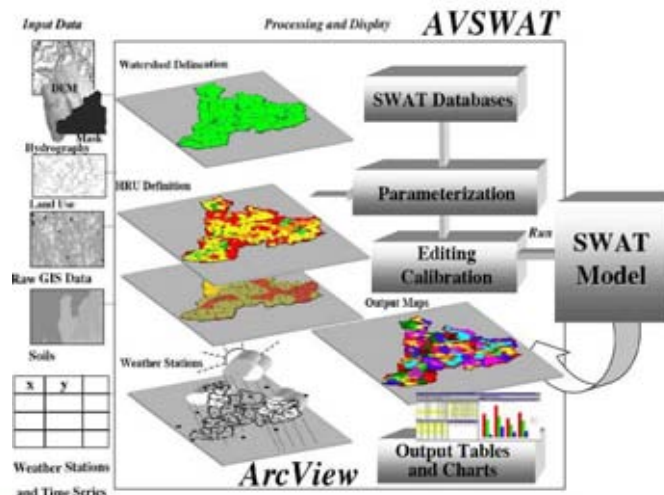 Input Data
Processing and Display
AVSWAT
Watershed Delineation
DEM
Mask
Hydrography
Land Use
Raw GIS Data
Soils
x y
Weather Stations
and Time Series
HRU Definition
Weather Stations
SWAT Databases
Parameterization
Editing
Calibration
Run
SWAT
Model
Output Maps
Output Tables
and Charts
ArcView